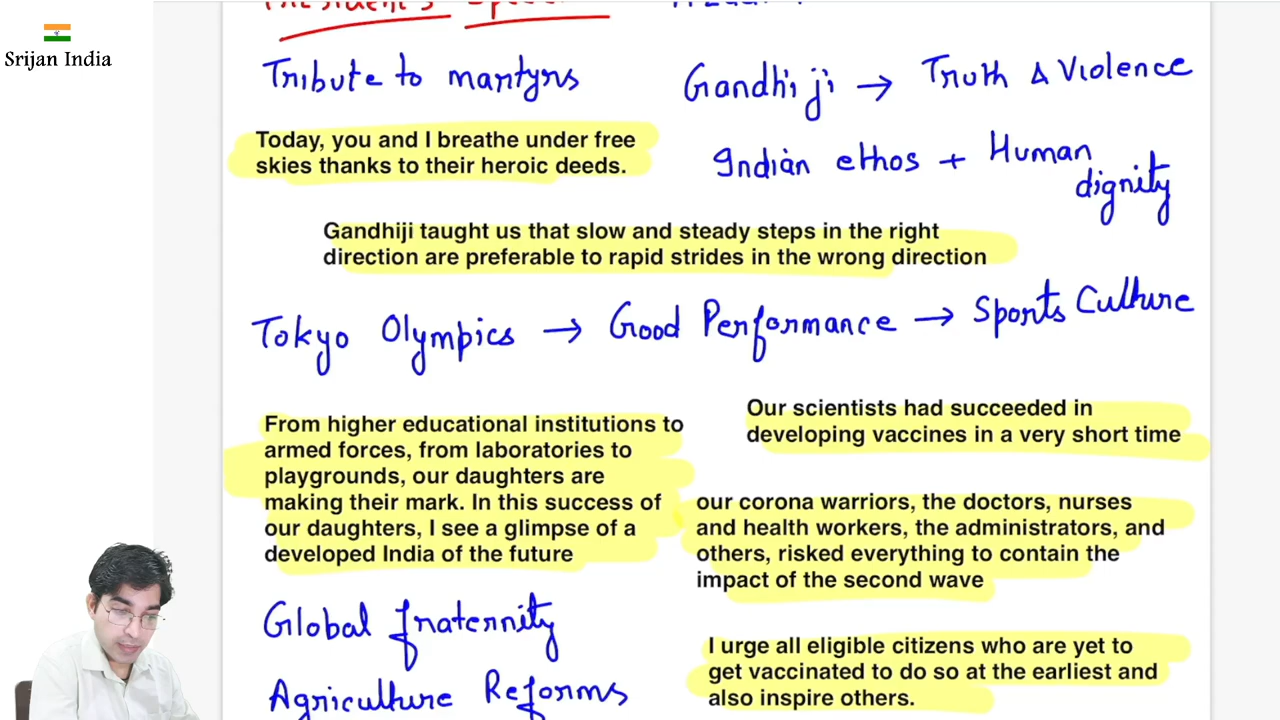 Srijan India
President's Speech
Tribute to martyrs
Gandhi ji → Truth & Violence
Today, you and I breathe under free
skies thanks to their heroic deeds.
Indian ethos + Human
dignity
Gandhiji taught us that slow and steady steps in the right
direction are preferable to rapid strides in the wrong direction
Tokyo Olympics → Good Performance → Sports Culture
From higher educational institutions to
armed forces, from laboratories to
playgrounds, our daughters are
making their mark. In this success of
our daughters, I see a glimpse of a
developed India of the future
Our scientists had succeeded in
developing vaccines in a very short time
our corona warriors, the doctors, nurses
and health workers, the administrators, and
others, risked everything to contain the
impact of the second wave
Global fraternity
Agriculture Reforms
I urge all eligible citizens who are yet to
get vaccinated to do so at the earliest and
also inspire others.